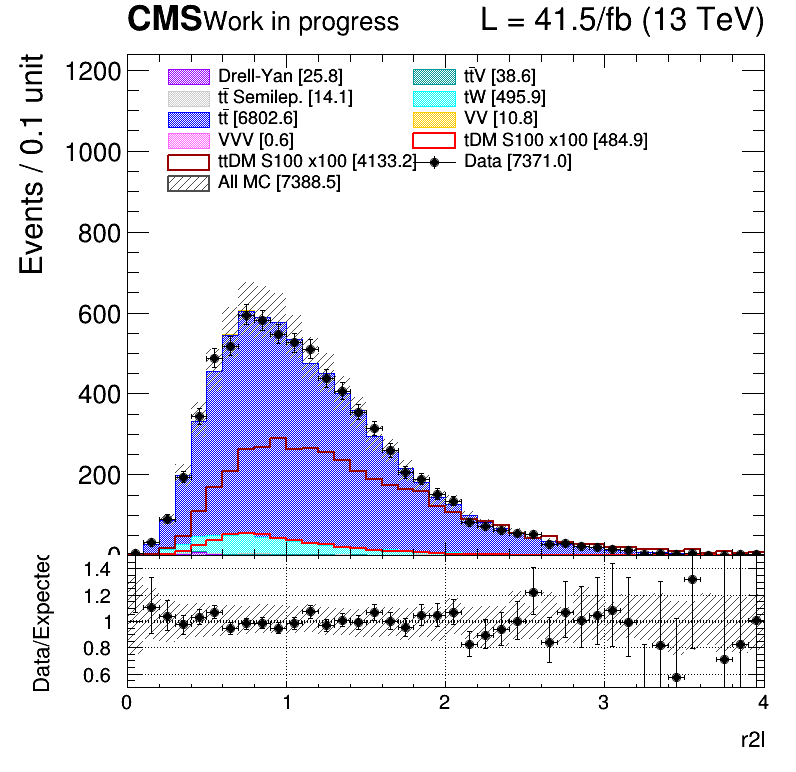 CMS Work in progress L = 41.5/fb (13 TeV)
Events / 0.1 unit
1200
1000
800
600
400
200
0
Drell-Yan [25.8] tt̄V [38.6]
tt̄ Semilep. [14.1] tW [495.9]
tt̄ [6802.6] VV [10.8]
VVV [0.6] tDM S100 x100 [484.9]
ttDM S100 x100 [4133.2] Data [7371.0]
All MC [7388.5]
Data/Expected
1.4
1.2
1
0.8
0.6
0 1 2 3 4
r2l